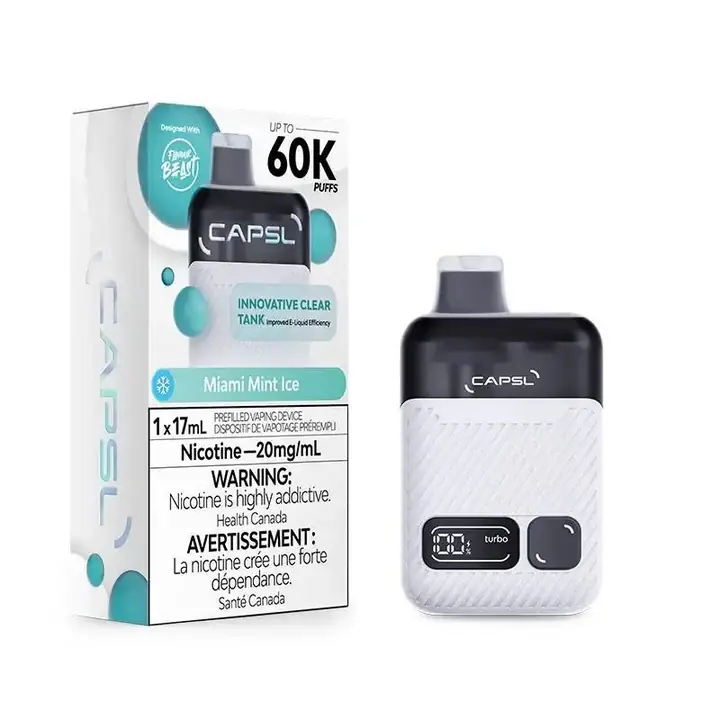 Designed With
FLAVOUR
BEAST
UP TO
60K
PUFFS
CAPSL
INNOVATIVE CLEAR
TANK Improved E-Liquid Efficiency
Miami Mint Ice
1 x 17mL
PREFILLED VAPING DEVICE
DISPOSITIF DE VAPOTAGE PRÉREMPLI
Nicotine—20mg/mL
WARNING:
Nicotine is highly addictive.
Health Canada
AVERTISSEMENT:
La nicotine crée une forte
dépendance.
Santé Canada
CAPSL
CAPSL
100%
turbo